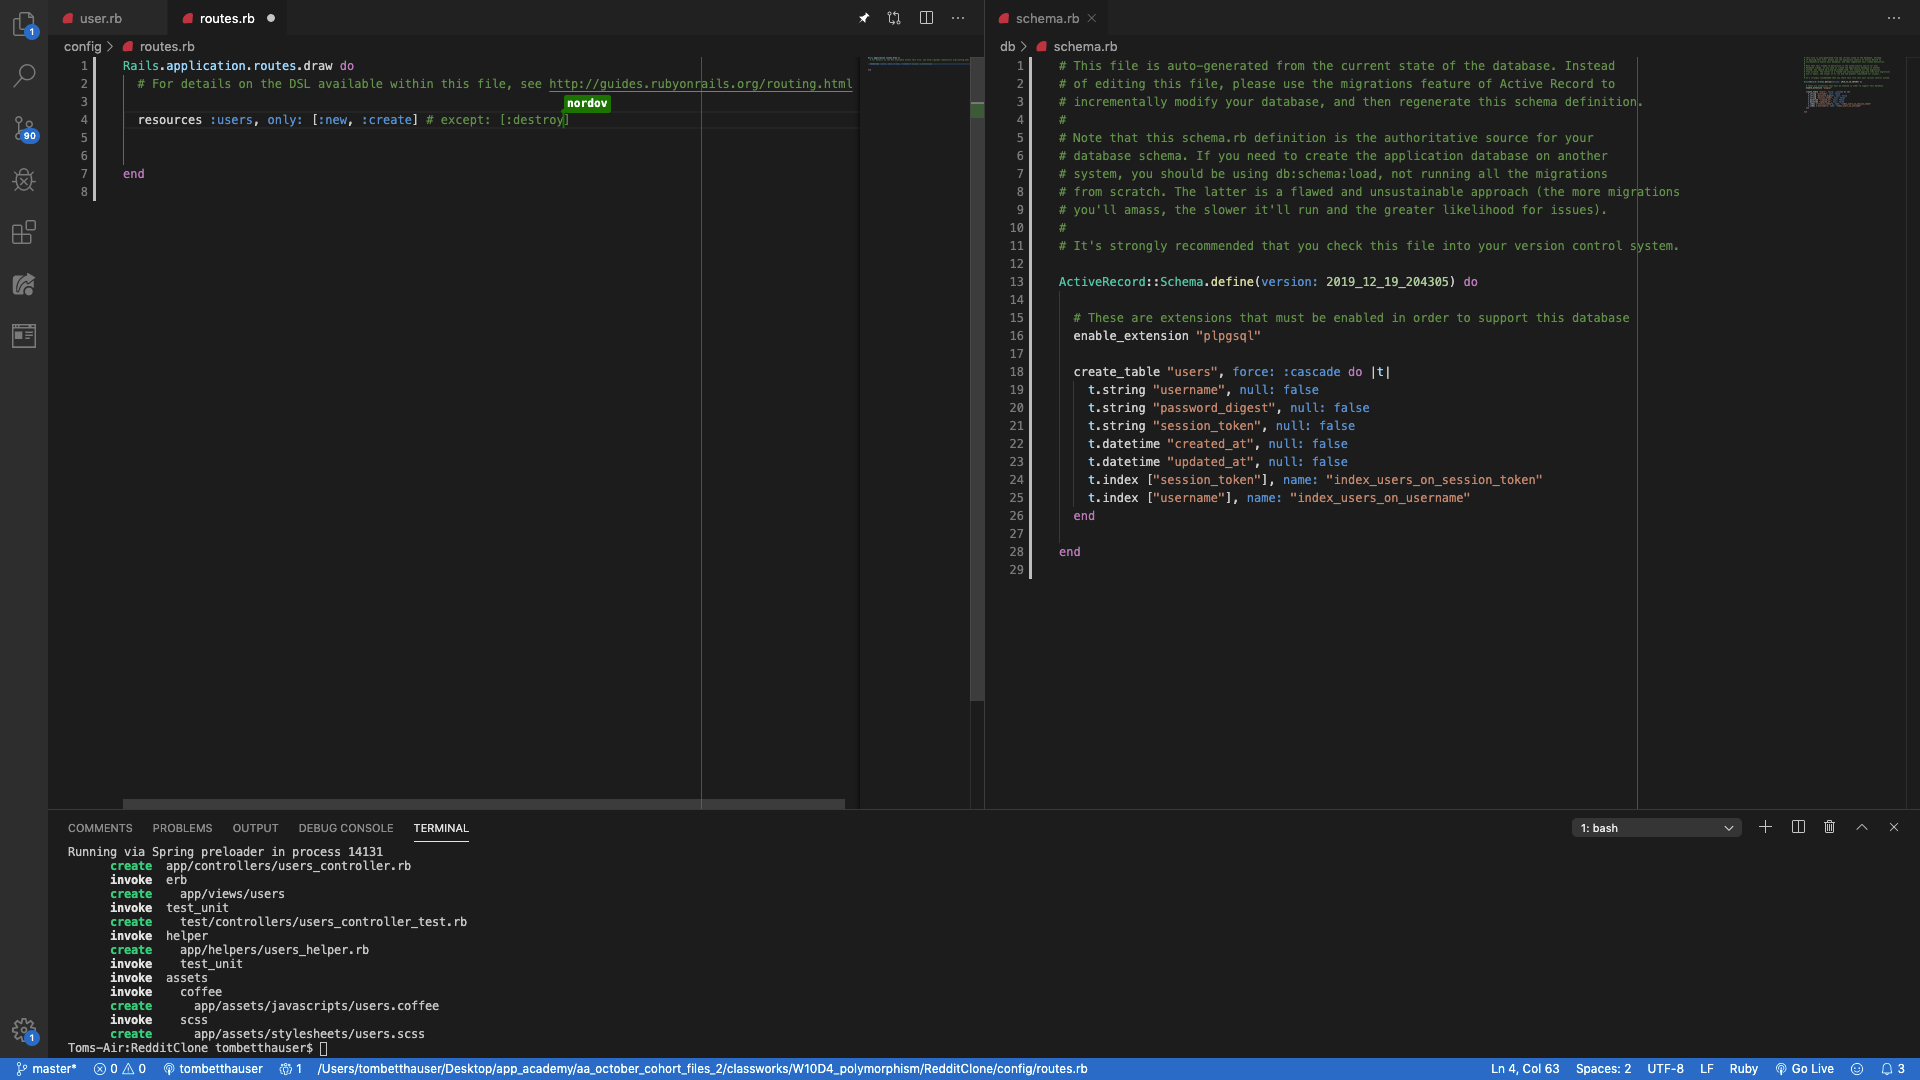 user.rb
routes.rb
schema.rb
config > routes.rb
1 Rails.application.routes.draw do
2 # For details on the DSL available within this file, see http://guides.rubyonrails.org/routing.html
3
nordov
4 resources :users, only: [:new, :create] # except: [:destroy]
5
6
7 end
8
db > schema.rb
1 # This file is auto-generated from the current state of the database. Instead
2 # of editing this file, please use the migrations feature of Active Record to
3 # incrementally modify your database, and then regenerate this schema definition.
4 #
5 # Note that this schema.rb definition is the authoritative source for your
6 # database schema. If you need to create the application database on another
7 # system, you should be using db:schema:load, not running all the migrations
8 # from scratch. The latter is a flawed and unsustainable approach (the more migrations
9 # you'll amass, the slower it'll run and the greater likelihood for issues).
10 #
11 # It's strongly recommended that you check this file into your version control system.
12
13 ActiveRecord::Schema.define(version: 2019_12_19_204305) do
14
15 # These are extensions that must be enabled in order to support this database
16 enable_extension "plpgsql"
17
18 create_table "users", force: :cascade do |t|
19 t.string "username", null: false
20 t.string "password_digest", null: false
21 t.string "session_token", null: false
22 t.datetime "created_at", null: false
23 t.datetime "updated_at", null: false
24 t.index ["session_token"], name: "index_users_on_session_token"
25 t.index ["username"], name: "index_users_on_username"
26 end
27
28 end
29
1
90
1
COMMENTS PROBLEMS OUTPUT DEBUG CONSOLE TERMINAL
1: bash
Running via Spring preloader in process 14131
create app/controllers/users_controller.rb
invoke erb
create app/views/users
invoke test_unit
create test/controllers/users_controller_test.rb
invoke helper
create app/helpers/users_helper.rb
invoke test_unit
invoke assets
invoke coffee
create app/assets/javascripts/users.coffee
invoke scss
create app/assets/stylesheets/users.scss
Toms-Air:RedditClone tombetthauser$
master* 0 0 tombetthauser 1 /Users/tombetthauser/Desktop/app_academy/aa_october_cohort_files_2/classworks/W10D4_polymorphism/RedditClone/config/routes.rb Ln 4, Col 63 Spaces: 2 UTF-8 LF Ruby Go Live 3